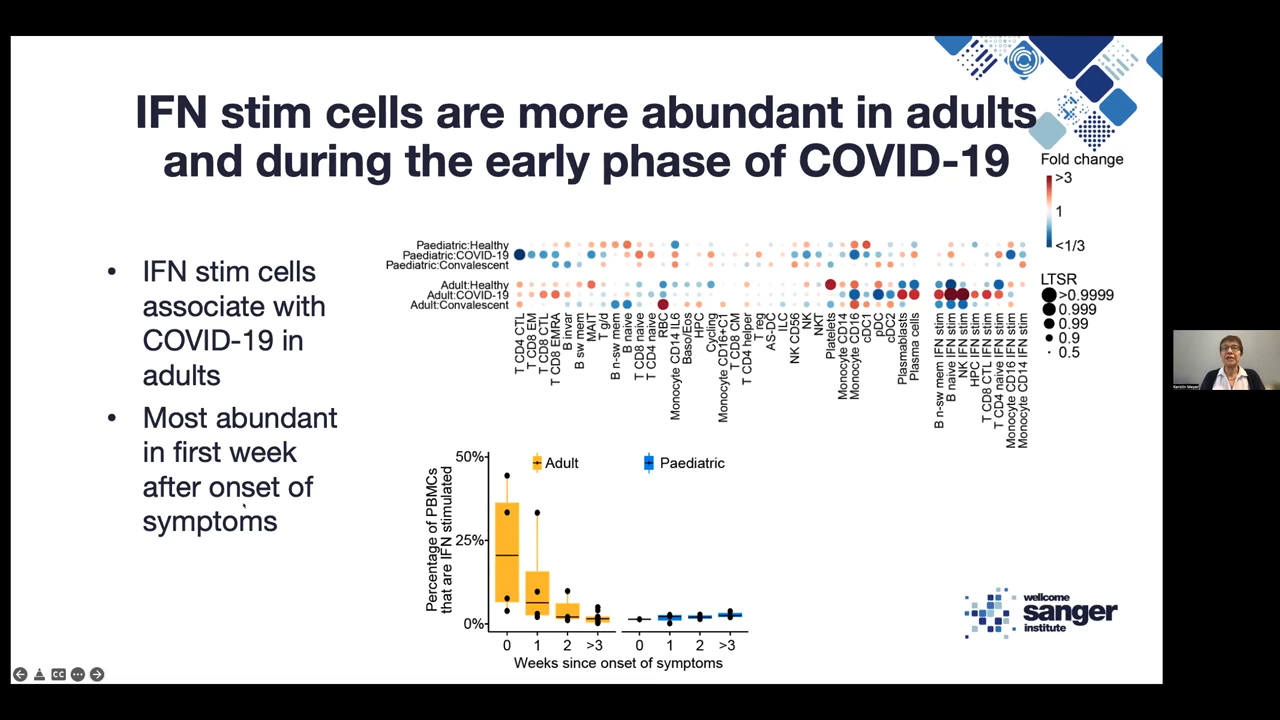 IFN stim cells are more abundant in adults
and during the early phase of COVID-19
Fold change
>3
1
<1/3
LTSR
>0.9999
0.999
0.99
0.9
0.5
• IFN stim cells
associate with
COVID-19 in
adults
• Most abundant
in first week
after onset of
symptoms
Paediatric:Healthy
Paediatric:COVID-19
Paediatric:Convalescent
Adult:Healthy
Adult:COVID-19
Adult:Convalescent
T CD4 CTL
T CD8 EM
T CD8 CTL
T CD8 EMRA
B invar
B sw mem
MAIT
T g/d
B n-sw mem
B naive
T CD8 naive
T CD4 naive
RBC
Monocyte CD14 IL6
Baso/Eos
HPC
Cycling
Monocyte CD16+C1
T CD8 CM
T CD4 helper
T reg
AS-DC
NK CD56
ILC
NK
NKT
Platelets
Monocyte CD14
Monocyte CD16
cDC1
pDC
cDC2
Plasmablasts
Plasma cells
B n-sw mem IFN stim
B naive IFN stim
NK IFN stim
HPC IFN stim
T CD8 CTL IFN stim
T CD4 naive IFN stim
Monocyte CD16 IFN stim
Monocyte CD14 IFN stim
Adult
Paediatric
Percentage of PBMCs
that are IFN stimulated
50%
25%
0%
0 1 2 >3 0 1 2 >3
Weeks since onset of symptoms
wellcome
sanger
institute
Kerstin Meyer